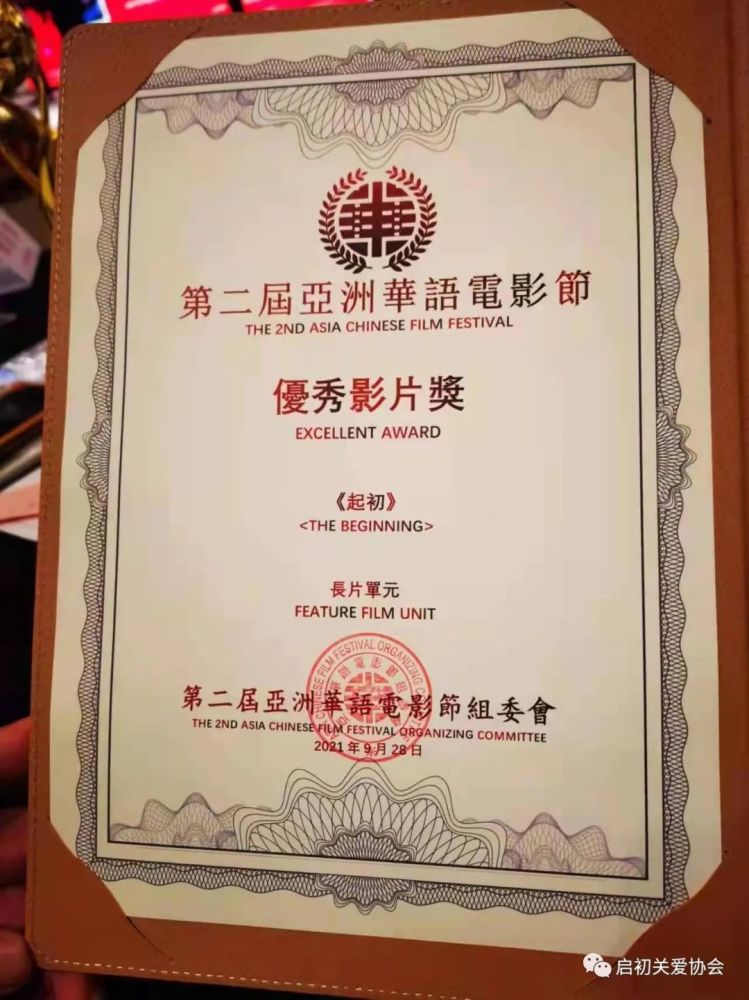 第二屆亞洲華語電影節
THE 2ND ASIA CHINESE FILM FESTIVAL
優秀影片獎
EXCELLENT AWARD
《起初》
<THE BEGINNING>
長片單元
FEATURE FILM UNIT
第二屆亞洲華語電影節組委會
THE 2ND ASIA CHINESE FILM FESTIVAL ORGANIZING COMMITTEE
2021年9月28日
启初关爱协会